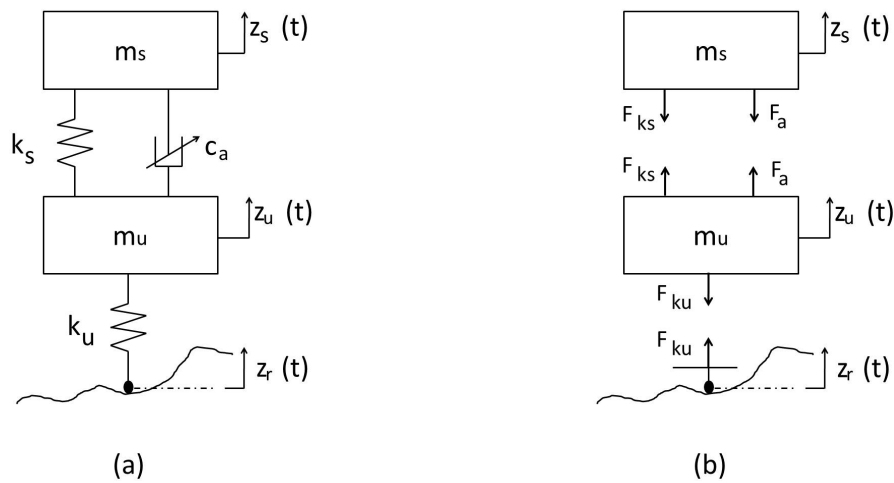 z_s (t)
m_s
k_s
c_a
z_u (t)
m_u
k_u
z_r (t)
(a)
z_s (t)
m_s
F_ks
F_a
F_ks
F_a
z_u (t)
m_u
F_ku
F_ku
z_r (t)
(b)